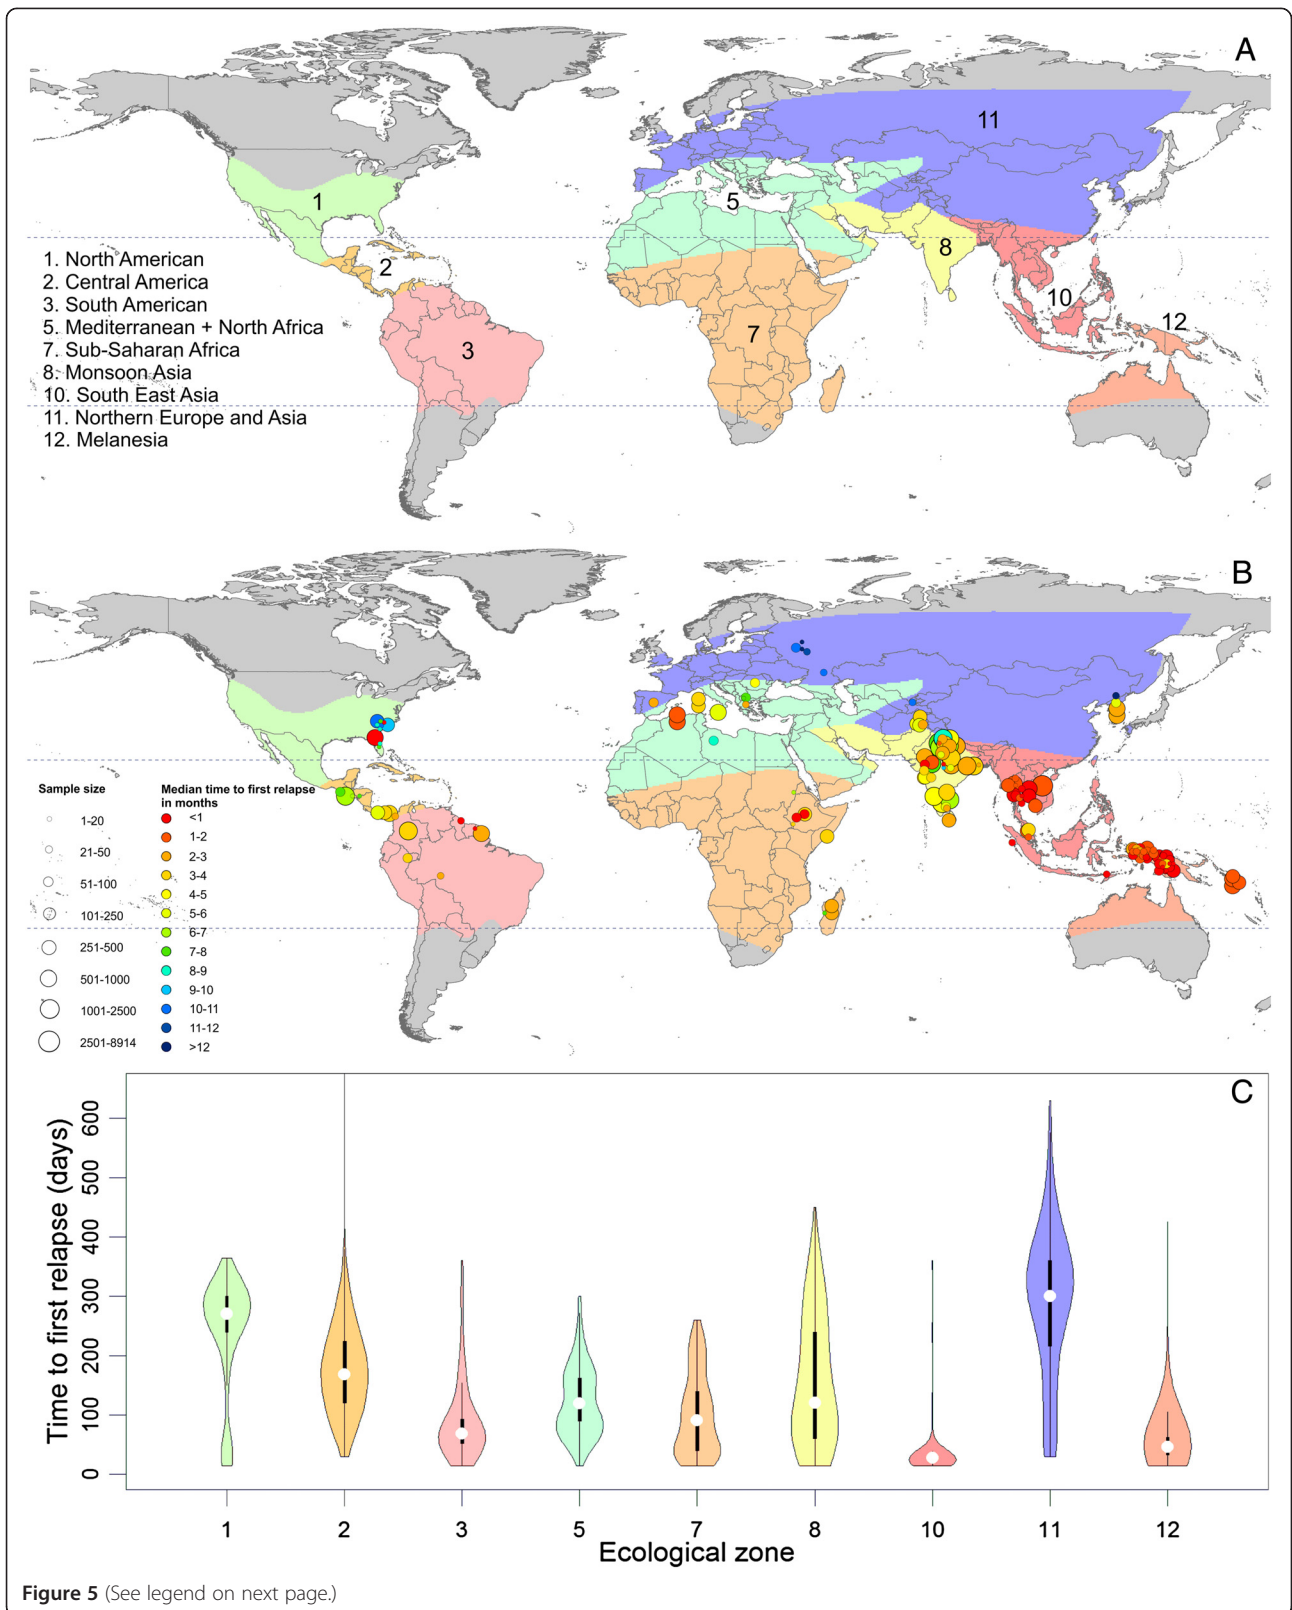 A
11
1
5
2
8
10
12
7
3
1. North American
2. Central America
3. South American
5. Mediterranean + North Africa
7. Sub-Saharan Africa
8. Monsoon Asia
10. South East Asia
11. Northern Europe and Asia
12. Melanesia
B
Sample size
1-20
21-50
51-100
101-250
251-500
501-1000
1001-2500
2501-8914
Median time to first relapse
in months
<1
1-2
2-3
3-4
4-5
5-6
6-7
7-8
8-9
9-10
10-11
11-12
>12
C
Time to first relapse (days)
600
500
400
300
200
100
0
1 2 3 5 7 8 10 11 12
Ecological zone
Figure 5 (See legend on next page.)